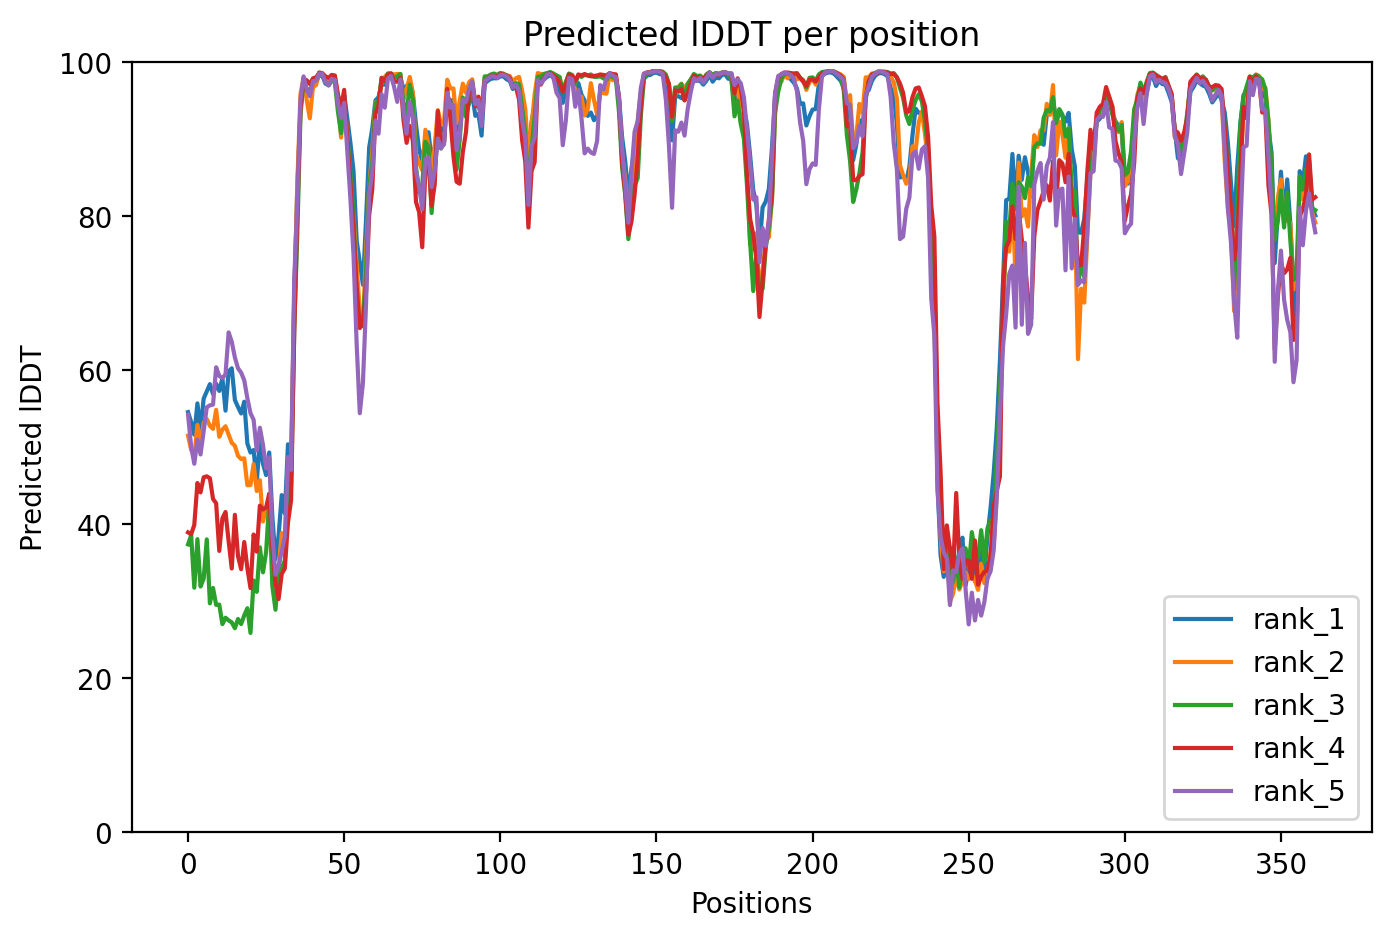 Predicted lDDT per position
Predicted lDDT
100
80
60
40
20
0
0 50 100 150 200 250 300 350
Positions
rank_1
rank_2
rank_3
rank_4
rank_5